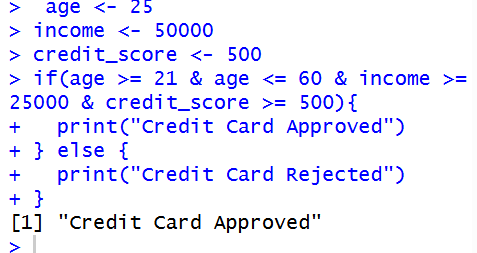 >  age <- 25
> income <- 50000
> credit_score <- 500
> if(age >= 21 & age <= 60 & income >=
25000 & credit_score >= 500){
+   print("Credit Card Approved")
+ } else {
+   print("Credit Card Rejected")
+ }
[1] "Credit Card Approved"
>